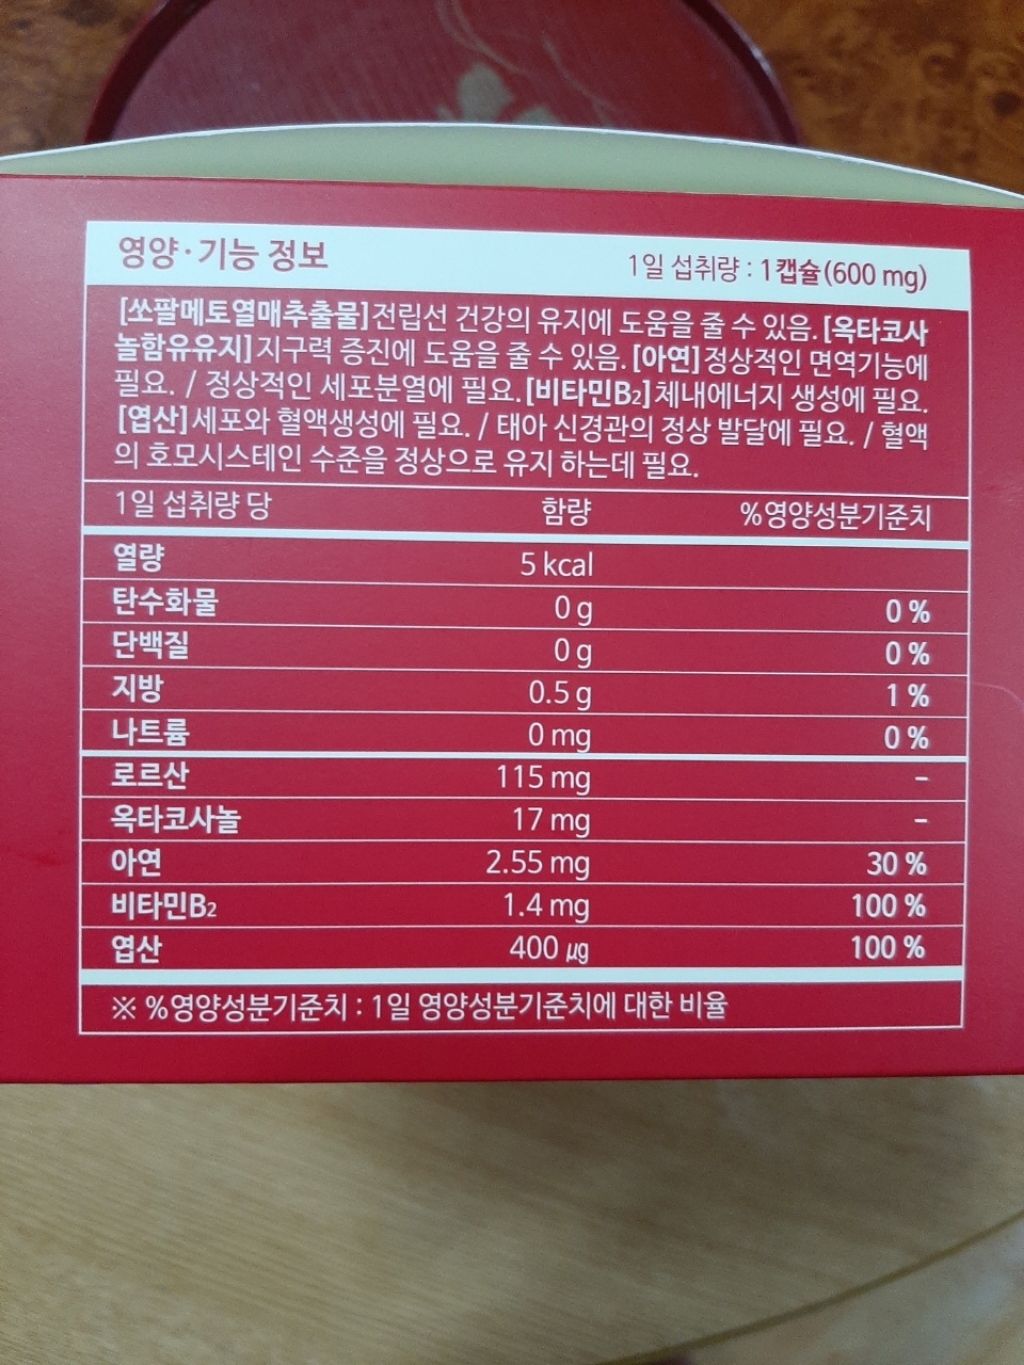 영양·기능 정보 1일 섭취량 : 1캡슐(600 mg)
[쏘팔메토열매추출물]전립선 건강의 유지에 도움을 줄 수 있음. [옥타코사
놀함유유지]지구력 증진에 도움을 줄 수 있음. [아연]정상적인 면역기능에
필요. / 정상적인 세포분열에 필요. [비타민B2]체내에너지 생성에 필요.
[엽산]세포와 혈액생성에 필요. / 태아 신경관의 정상 발달에 필요. / 혈액
의 호모시스테인 수준을 정상으로 유지 하는데 필요.
1일 섭취량 당 함량 %영양성분기준치
열량 5 kcal
탄수화물 0 g 0 %
단백질 0 g 0 %
지방 0.5 g 1 %
나트륨 0 mg 0 %
로르산 115 mg -
옥타코사놀 17 mg -
아연 2.55 mg 30 %
비타민B2 1.4 mg 100 %
엽산 400 µg 100 %
※ %영양성분기준치 : 1일 영양성분기준치에 대한 비율